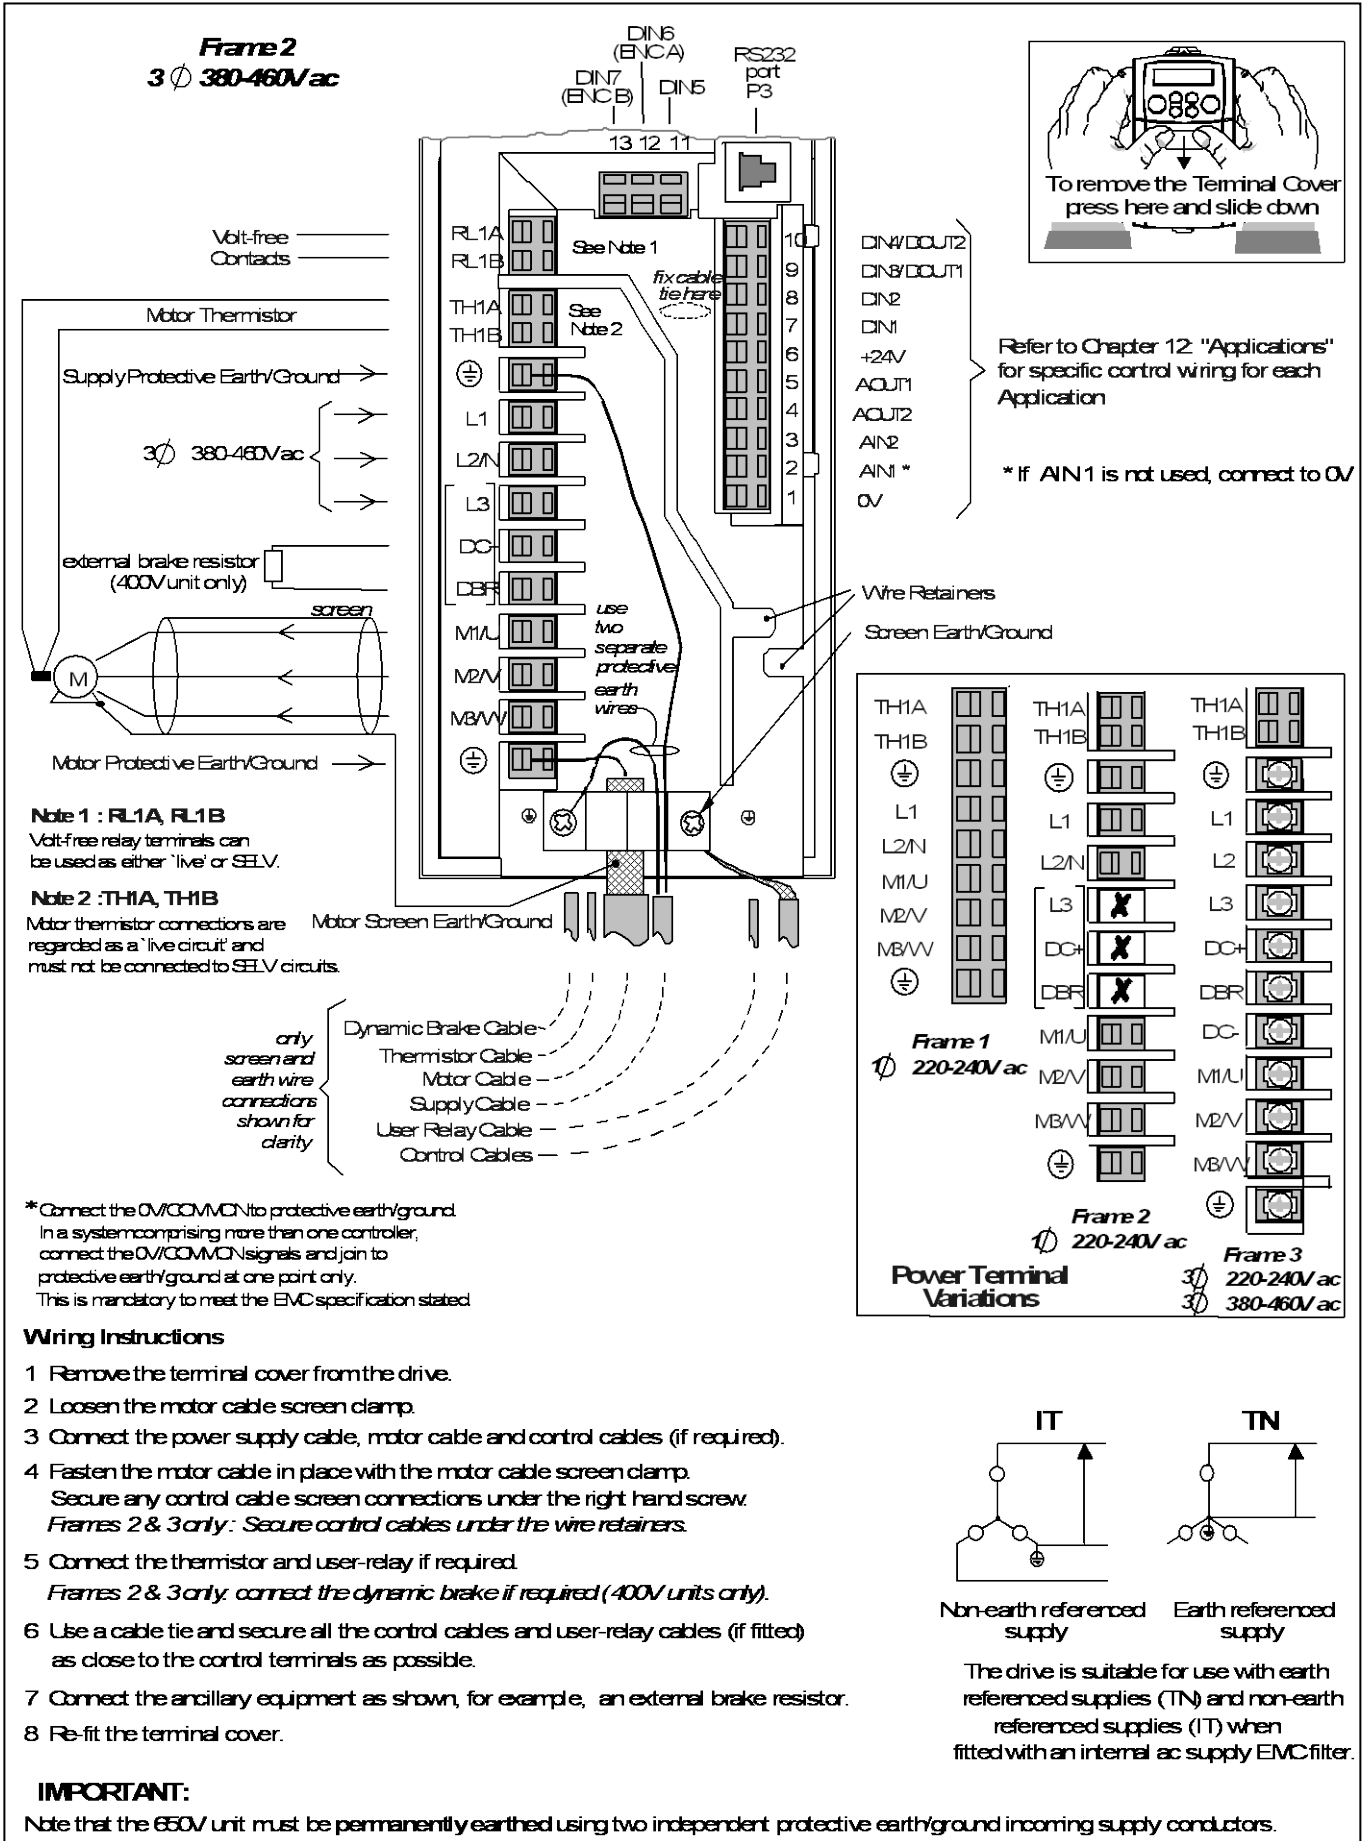 Frame 2
3 ∅ 380-460V ac
DIN6
(ENC A)
DIN7
(ENC B)
DIN5
RS232
port
P3
13 12 11
To remove the Terminal Cover
press here and slide down
Volt-free
Contacts
Motor Thermistor
Supply Protective Earth/Ground
3∅ 380-460V ac
external brake resistor
(400V unit only)
screen
M
Motor Protective Earth/Ground
RL1A
RL1B
TH1A
TH1B
L1
L2/N
L3
DC+
DBR
M1/U
M2/V
M3/W
See Note 1
See
Note 2
fix cable
tie here
use
two
separate
protective
earth
wires
10
9
8
7
6
5
4
3
2
1
DIN4/DOUT2
DIN3/DOUT1
DIN2
DIN1
+24V
AOUT1
AOUT2
AIN2
AIN1 *
0V
Refer to Chapter 12: "Applications"
for specific control wiring for each
Application
* If AIN1 is not used, connect to 0V
Wire Retainers
Screen Earth/Ground
Note 1 : RL1A, RL1B
Volt-free relay terminals can
be used as either `live' or SELV.
Note 2 :TH1A, TH1B
Motor thermistor connections are
regarded as a `live circuit' and
must not be connected to SELV circuits.
Motor Screen Earth/Ground
only
screen and
earth wire
connections
shown for
clarity
Dynamic Brake Cable
Thermistor Cable
Motor Cable
Supply Cable
User Relay Cable
Control Cables
TH1A
TH1B
L1
L2/N
M1/U
M2/V
M3/W
Frame 1
1∅ 220-240V ac
TH1A
TH1B
L1
L2/N
L3
DC+
DBR
M1/U
M2/V
M3/W
Frame 2
1∅ 220-240V ac
TH1A
TH1B
L1
L2
L3
DC+
DBR
DC-
M1/U
M2/V
M3/W
Frame 3
3∅ 220-240V ac
3∅ 380-460V ac
Power Terminal
Variations
* Connect the 0V/COMMON to protective earth/ground.
In a system comprising more than one controller,
connect the 0V/COMMON signals and join to
protective earth/ground at one point only.
This is mandatory to meet the EMC specification stated.
Wiring Instructions
1 Remove the terminal cover from the drive.
2 Loosen the motor cable screen clamp.
3 Connect the power supply cable, motor cable and control cables (if required).
4 Fasten the motor cable in place with the motor cable screen clamp.
Secure any control cable screen connections under the right hand screw.
Frames 2 & 3 only : Secure control cables under the wire retainers.
5 Connect the thermistor and user-relay if required.
Frames 2 & 3 only: connect the dynamic brake if required (400V units only).
6 Use a cable tie and secure all the control cables and user-relay cables (if fitted)
as close to the control terminals as possible.
7 Connect the ancillary equipment as shown, for example, an external brake resistor.
8 Re-fit the terminal cover.
IT
TN
Non-earth referenced
supply
Earth referenced
supply
The drive is suitable for use with earth
referenced supplies (TN) and non-earth
referenced supplies (IT) when
fitted with an internal ac supply EMC filter.
IMPORTANT:
Note that the 650V unit must be permanently earthed using two independent protective earth/ground incoming supply conductors.